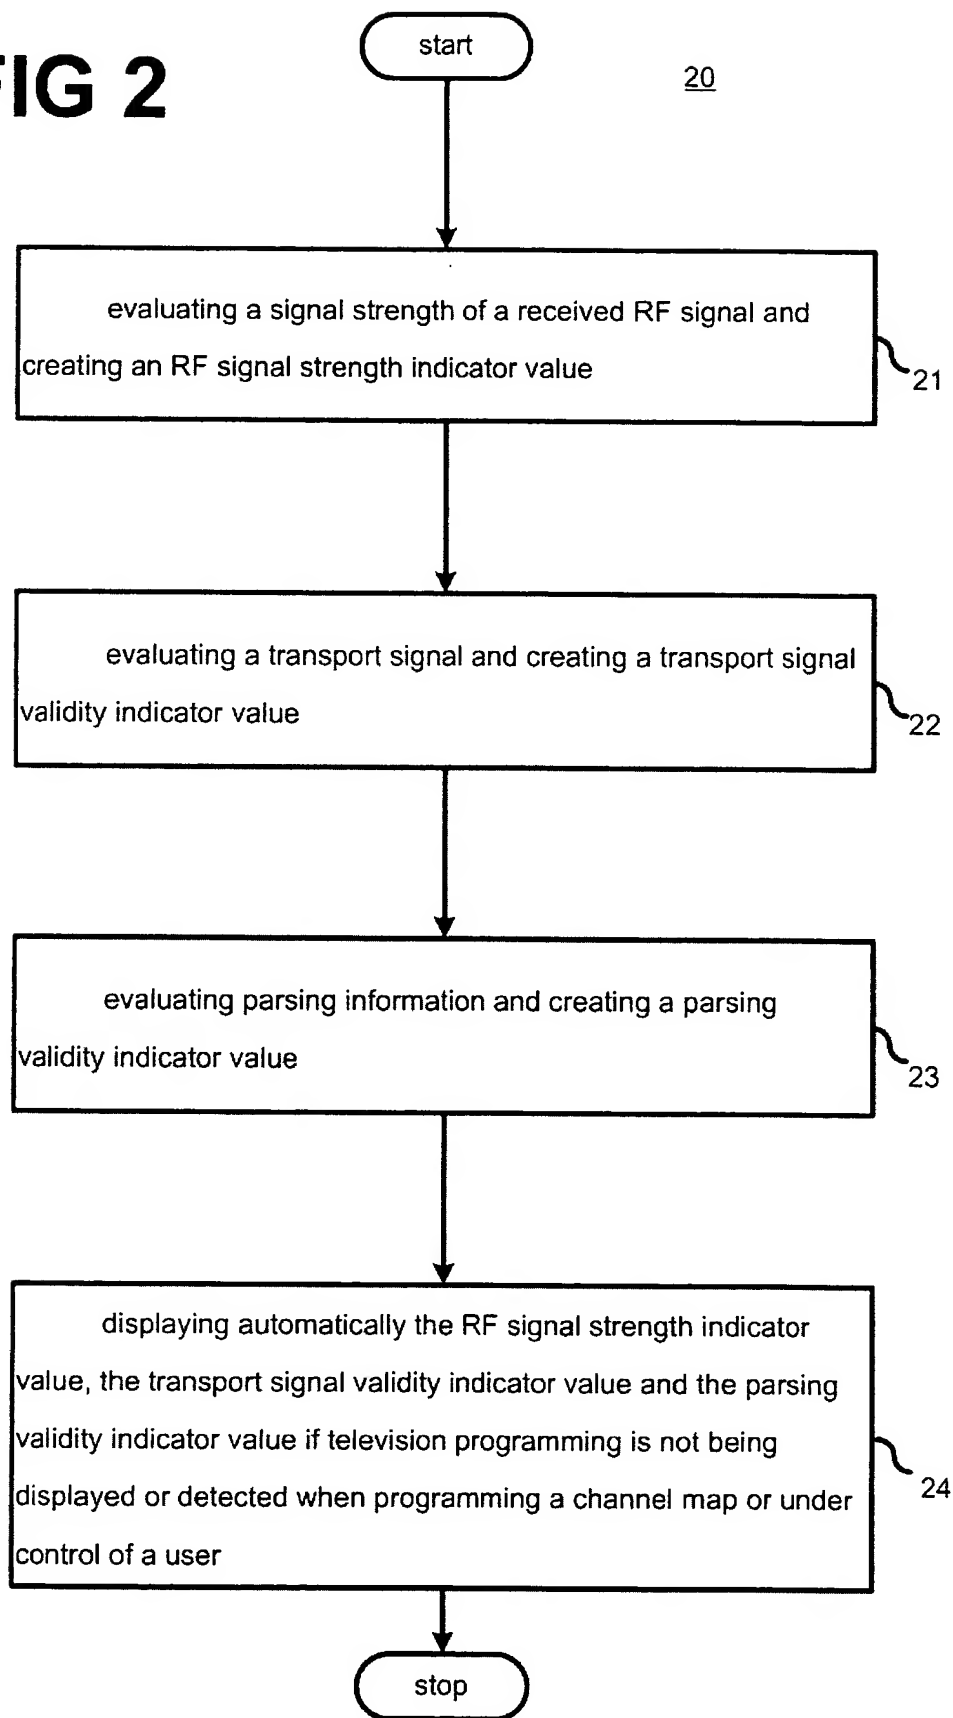 FIG 2
start
20
evaluating a signal strength of a received RF signal and
creating an RF signal strength indicator value
21
evaluating a transport signal and creating a transport signal
validity indicator value
22
evaluating parsing information and creating a parsing
validity indicator value
23
displaying automatically the RF signal strength indicator
value, the transport signal validity indicator value and the parsing
validity indicator value if television programming is not being
displayed or detected when programming a channel map or under
control of a user
24
stop